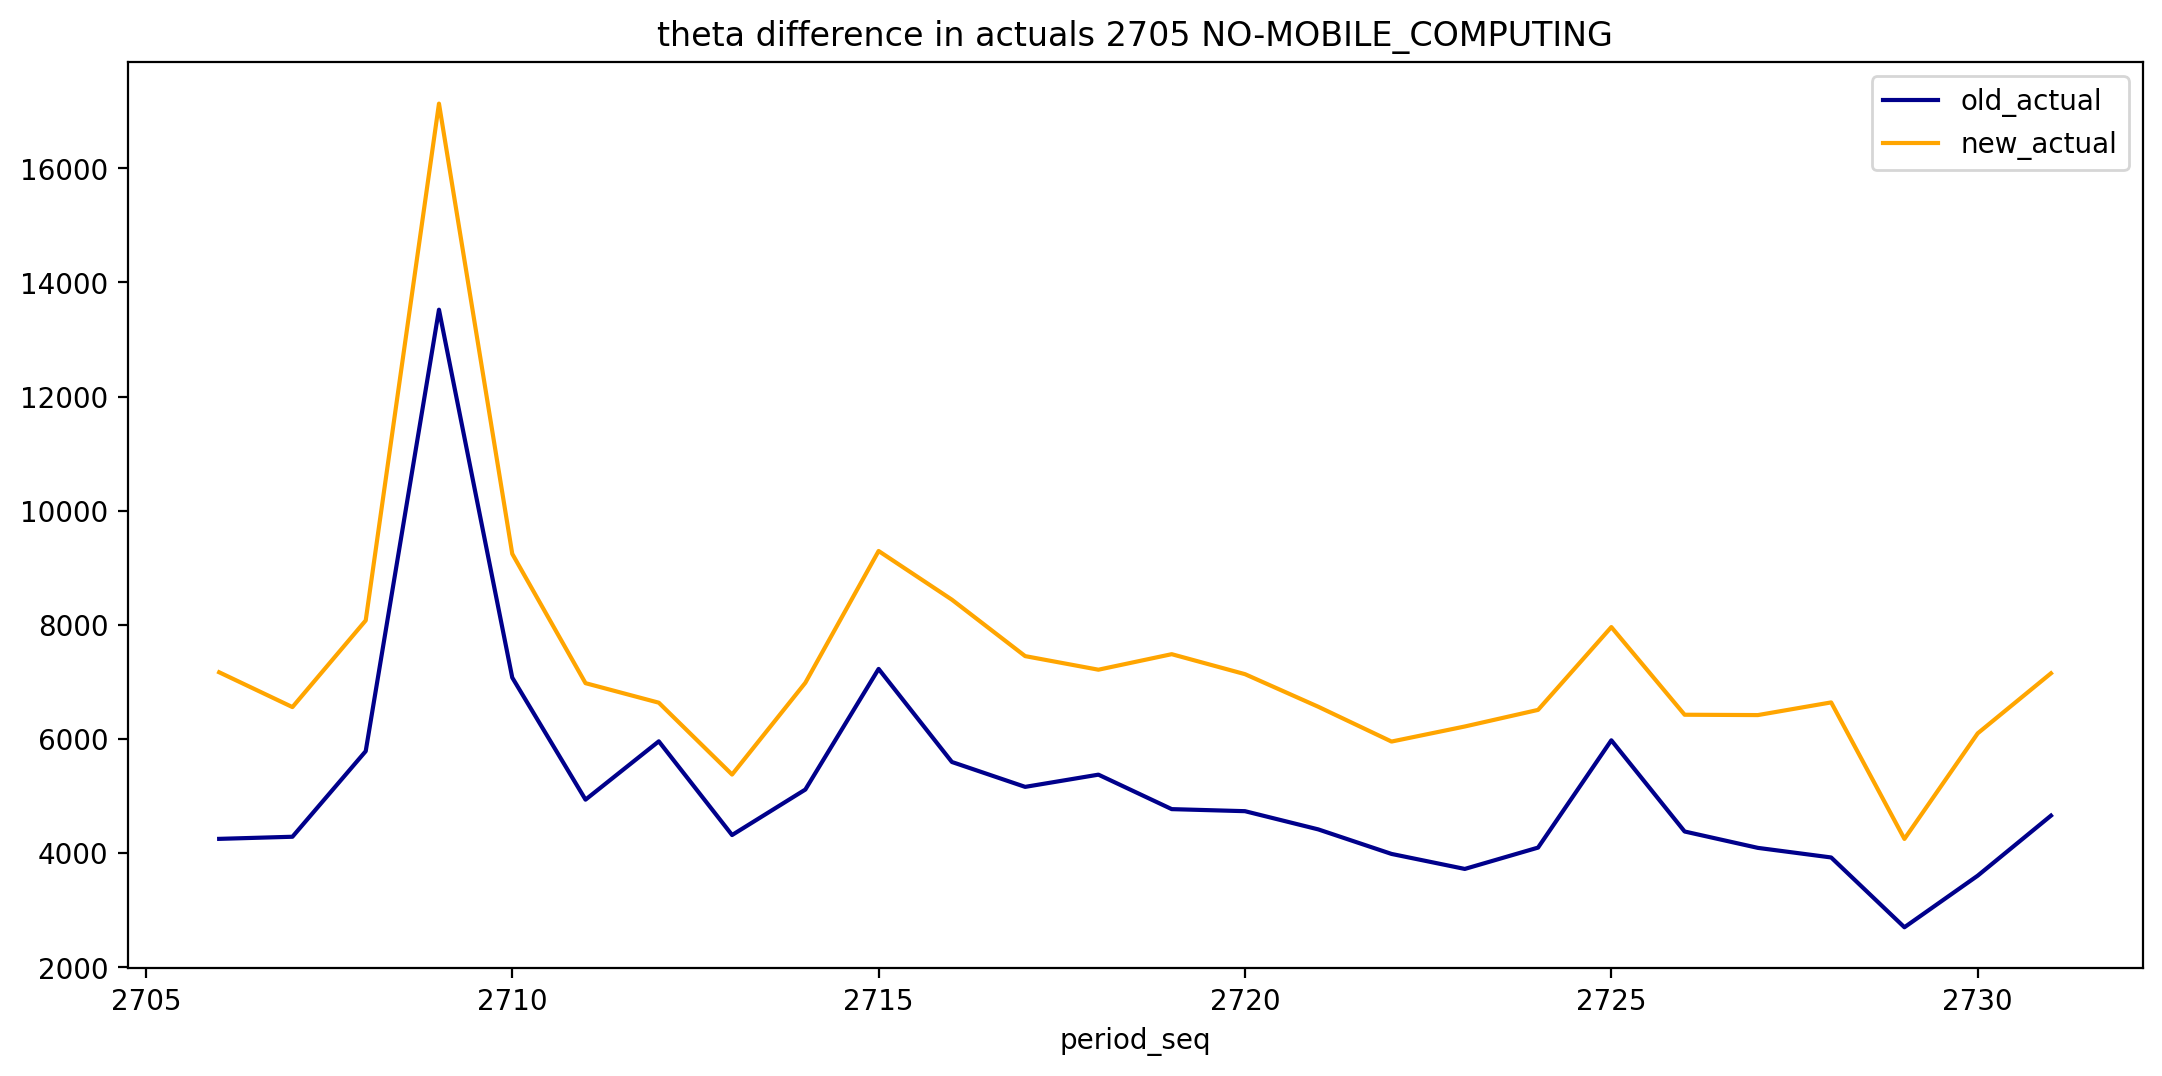 theta difference in actuals 2705 NO-MOBILE_COMPUTING
old_actual
new_actual
16000
14000
12000
10000
8000
6000
4000
2000
2705 2710 2715 2720 2725 2730
period_seq